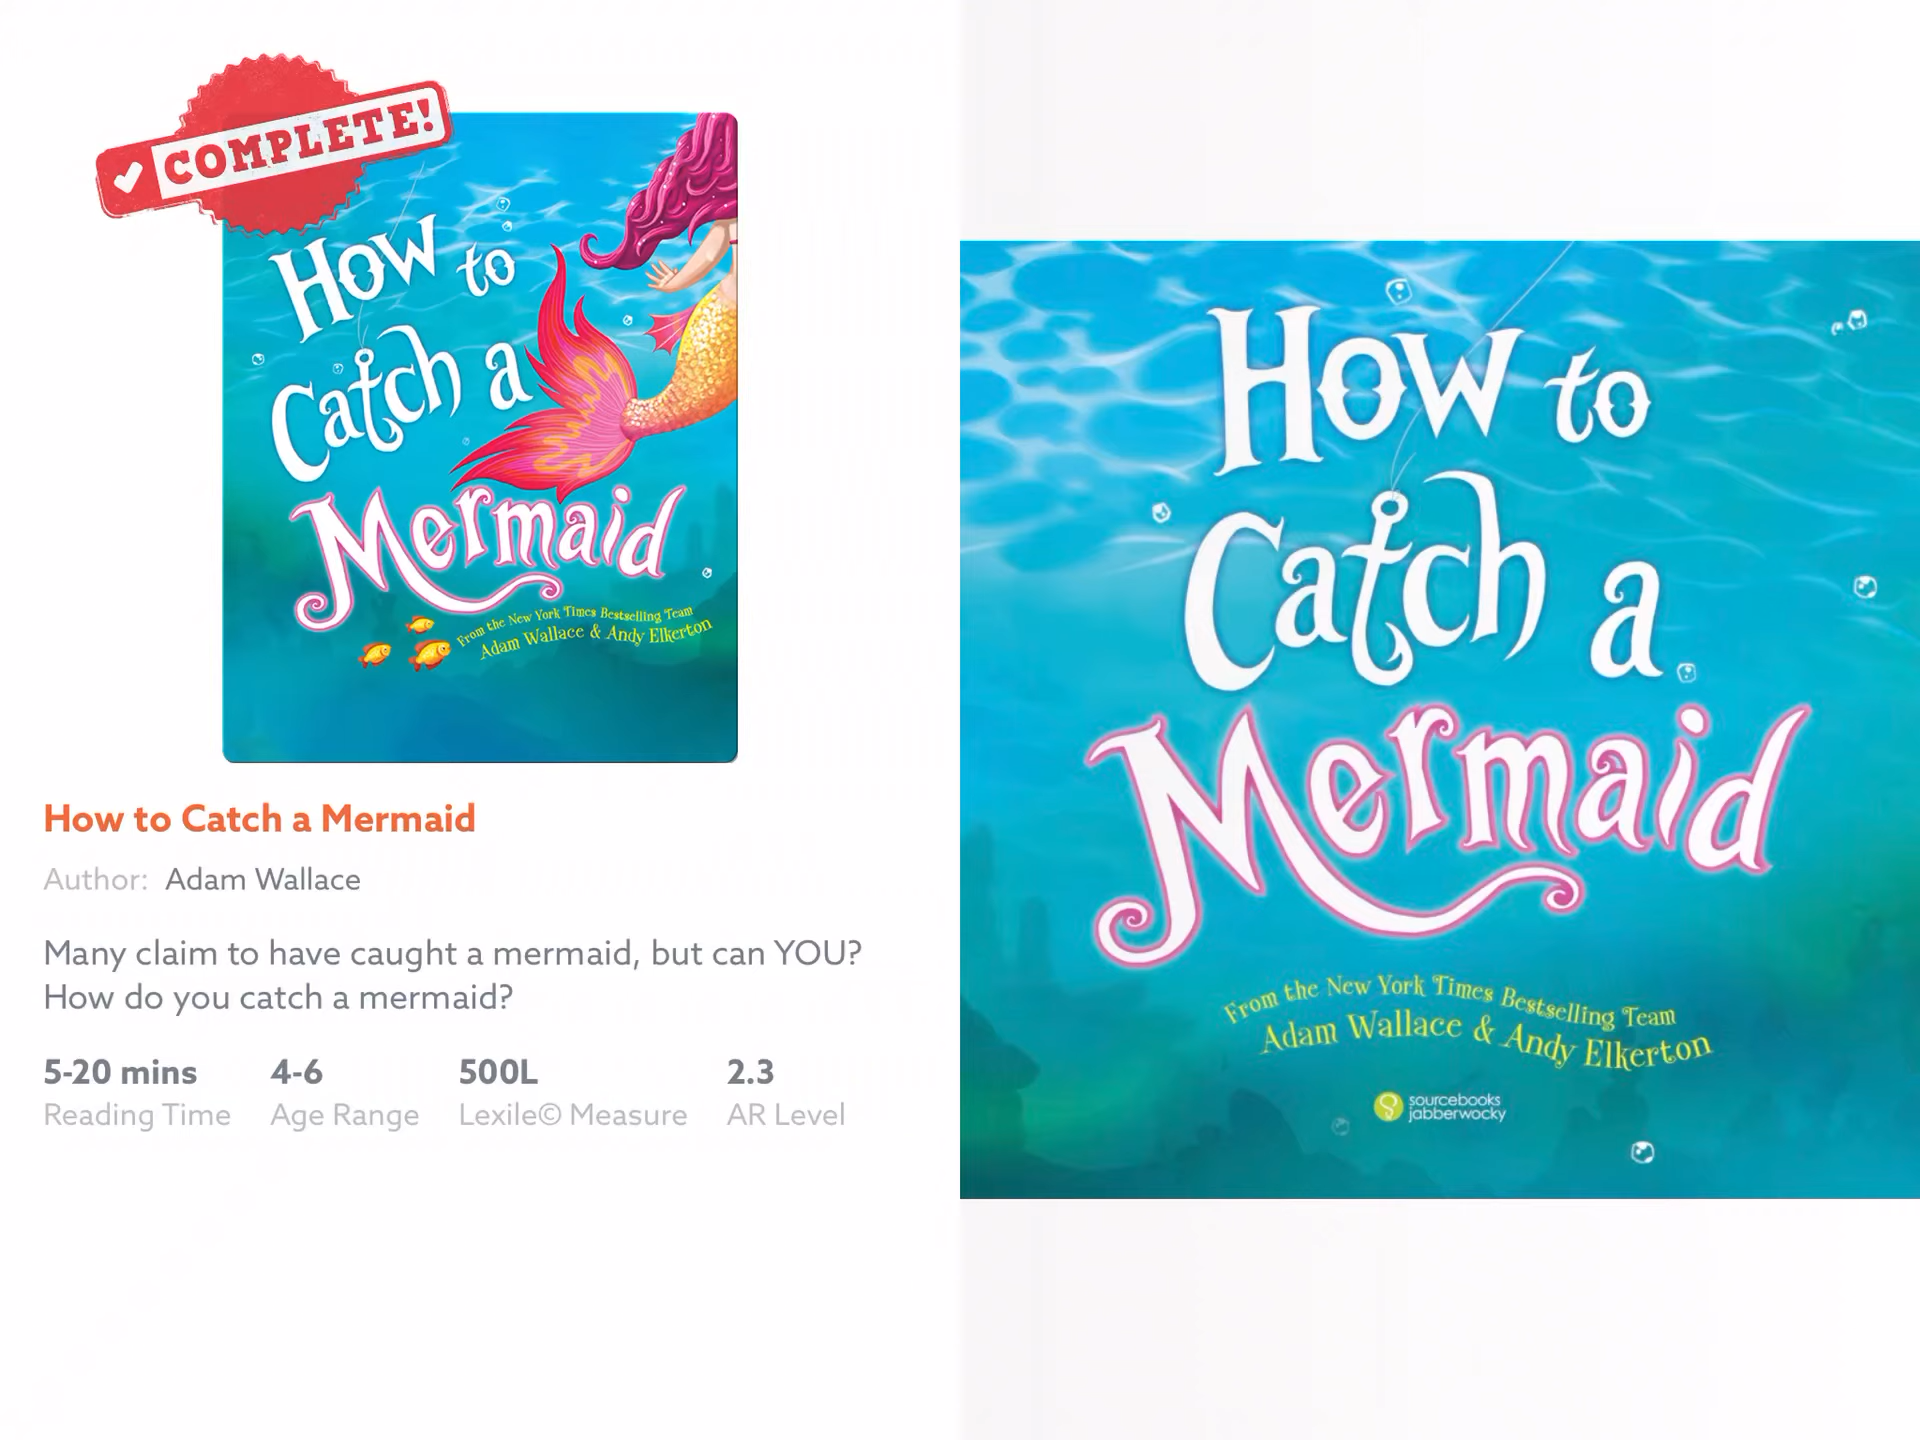 COMPLETE!
How to
Catch a
Mermaid
From the New York Times Bestselling Team
Adam Wallace & Andy Elkerton
How to Catch a Mermaid
Author: Adam Wallace
Many claim to have caught a mermaid, but can YOU?
How do you catch a mermaid?
5-20 mins 4-6 500L 2.3
Reading Time Age Range Lexile© Measure AR Level
How to
Catch a
Mermaid
From the New York Times Bestselling Team
Adam Wallace & Andy Elkerton
sourcebooks
jabberwocky